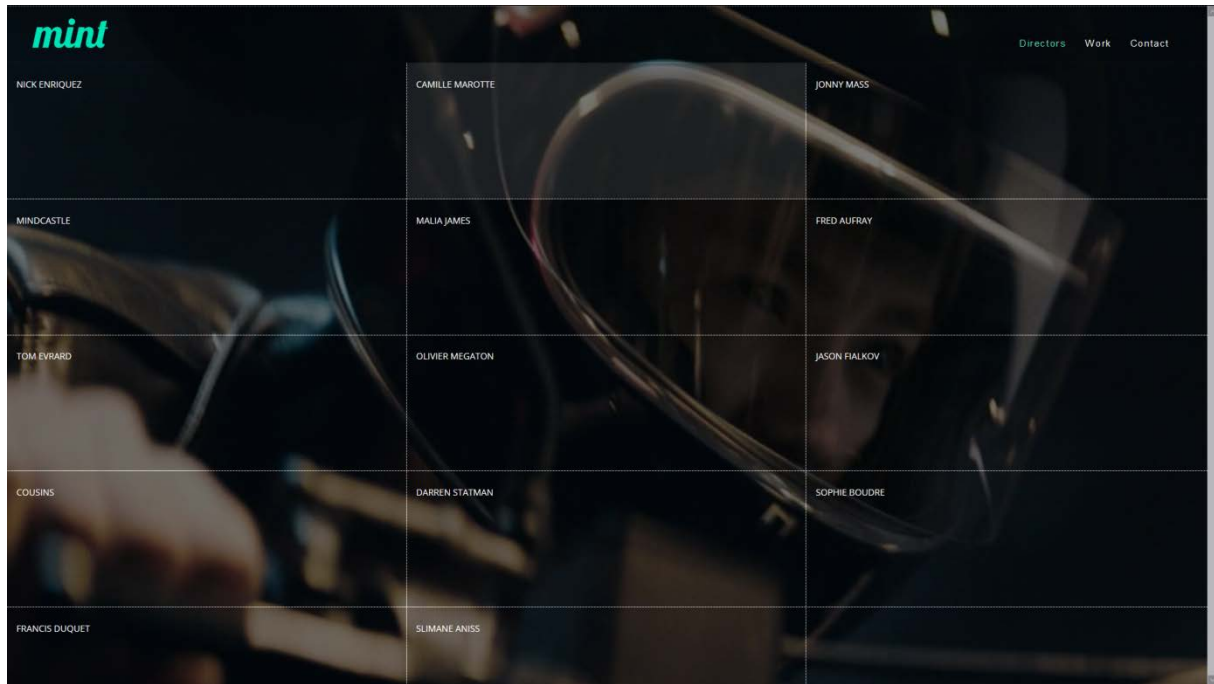 mint
Directors Work Contact
NICK ENRIQUEZ CAMILLE MAROTTE JONNY MASS
MINDCASTLE MALIA JAMES FRED AUFRAY
TOM EVRARD OLIVIER MEGATON JASON FIALKOV
COUSINS DARREN STATMAN SOPHIE BOUDRE
FRANCIS DUQUET SLIMANE ANISS